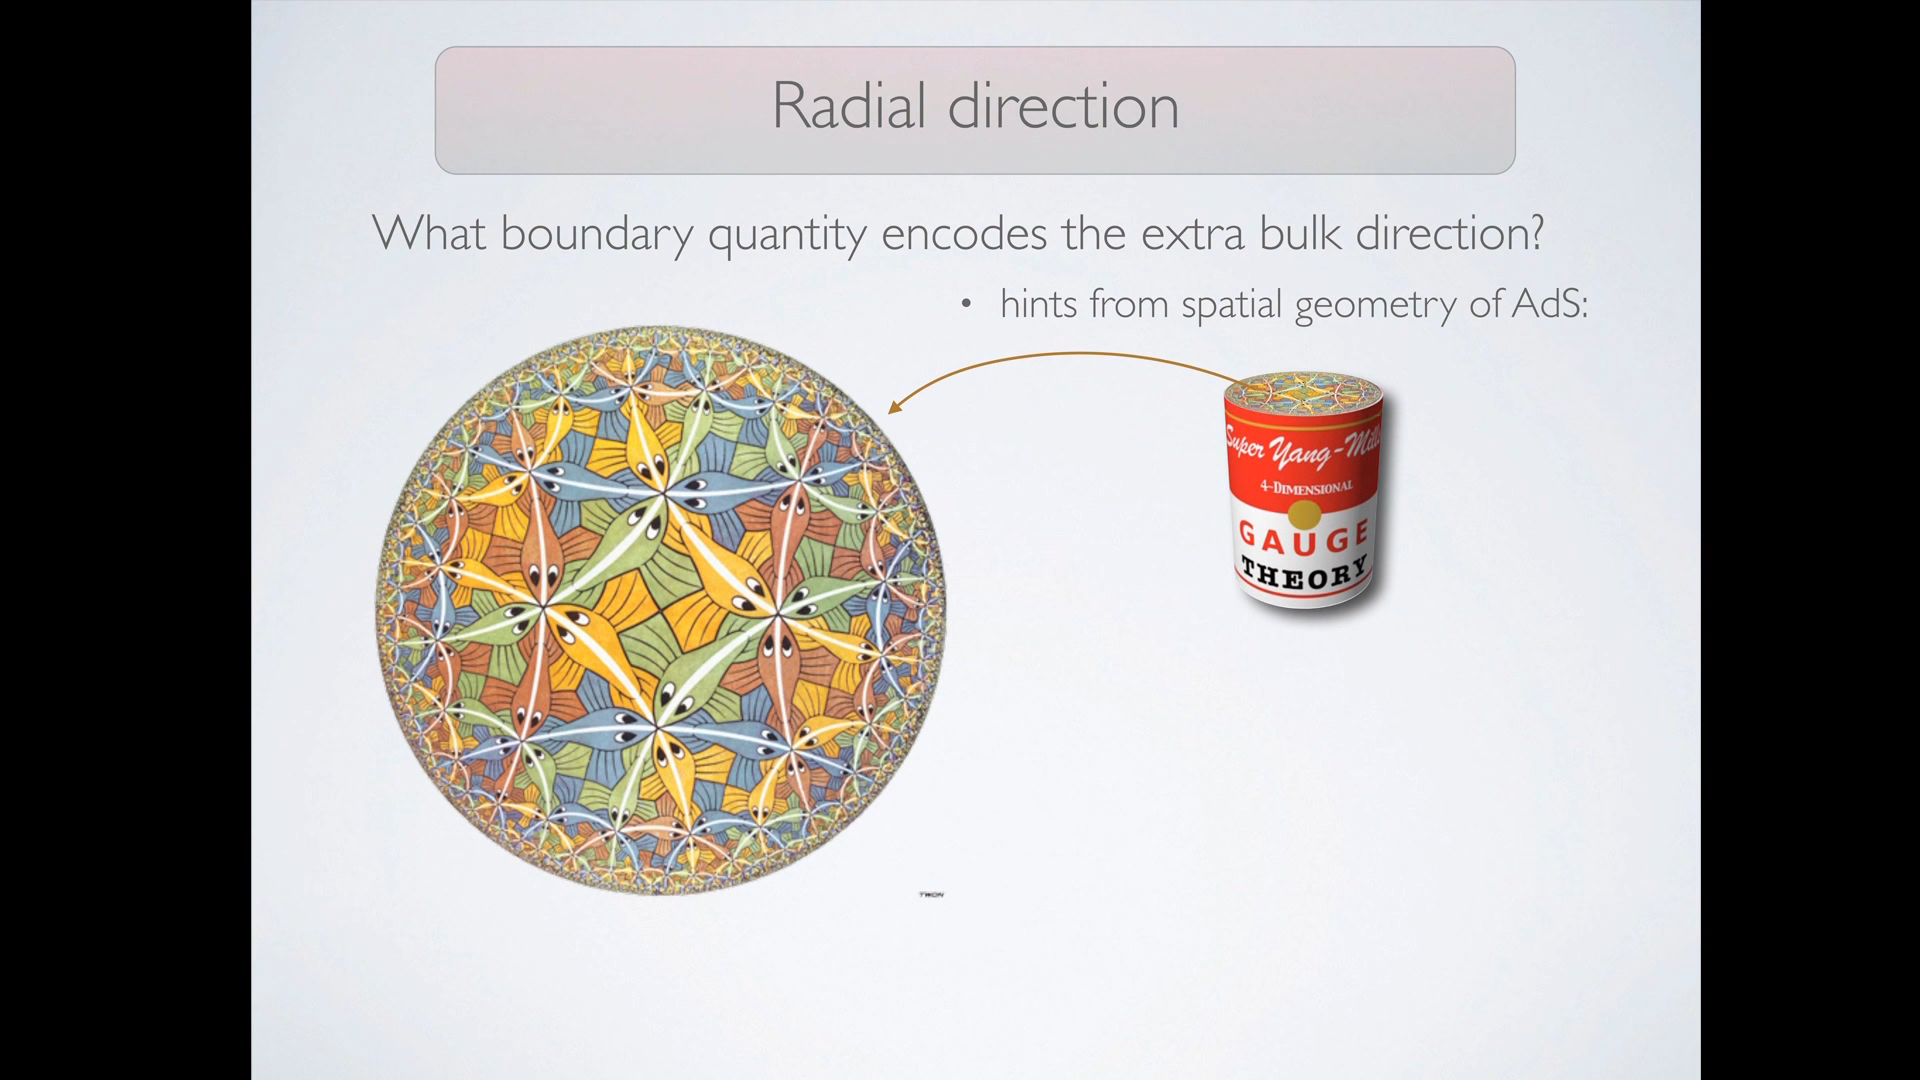 Radial direction
What boundary quantity encodes the extra bulk direction?
• hints from spatial geometry of AdS:
Super Yang-Mills
4-DIMENSIONAL
GAUGE
THEORY